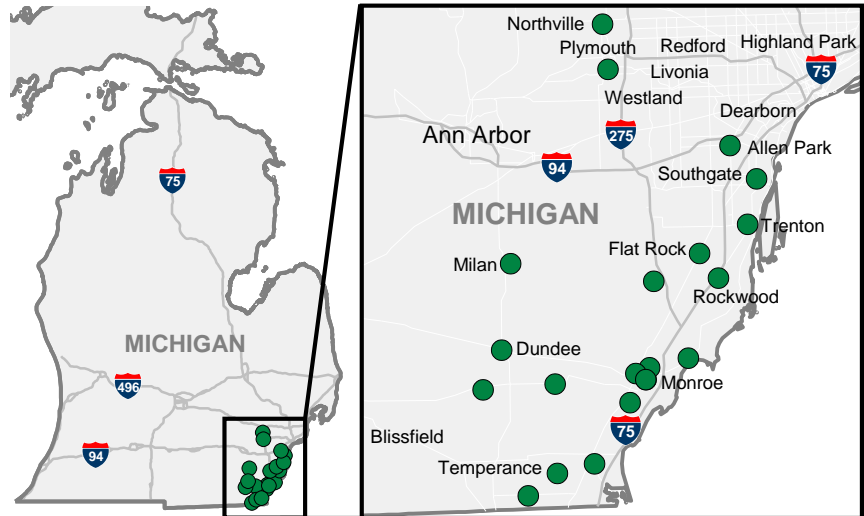 75
MICHIGAN
496
94
Northville
Plymouth
Redford
Highland Park
Livonia
75
Westland
Dearborn
Ann Arbor
275
Allen Park
94
Southgate
MICHIGAN
Trenton
Flat Rock
Milan
Rockwood
Dundee
Monroe
Blissfield
75
Temperance